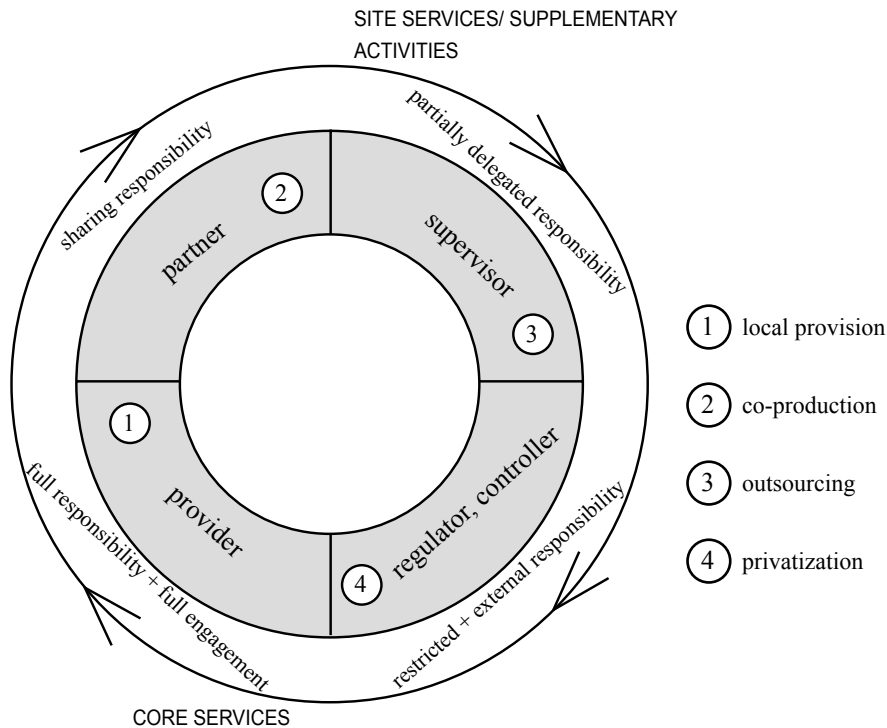 SITE SERVICES/ SUPPLEMENTARY
ACTIVITIES
sharing responsibility
partially delegated responsibility
2
partner
supervisor
3
1
provider
regulator, controller
4
full responsibility + full engagement
restricted + external responsibility
CORE SERVICES
1 local provision
2 co-production
3 outsourcing
4 privatization